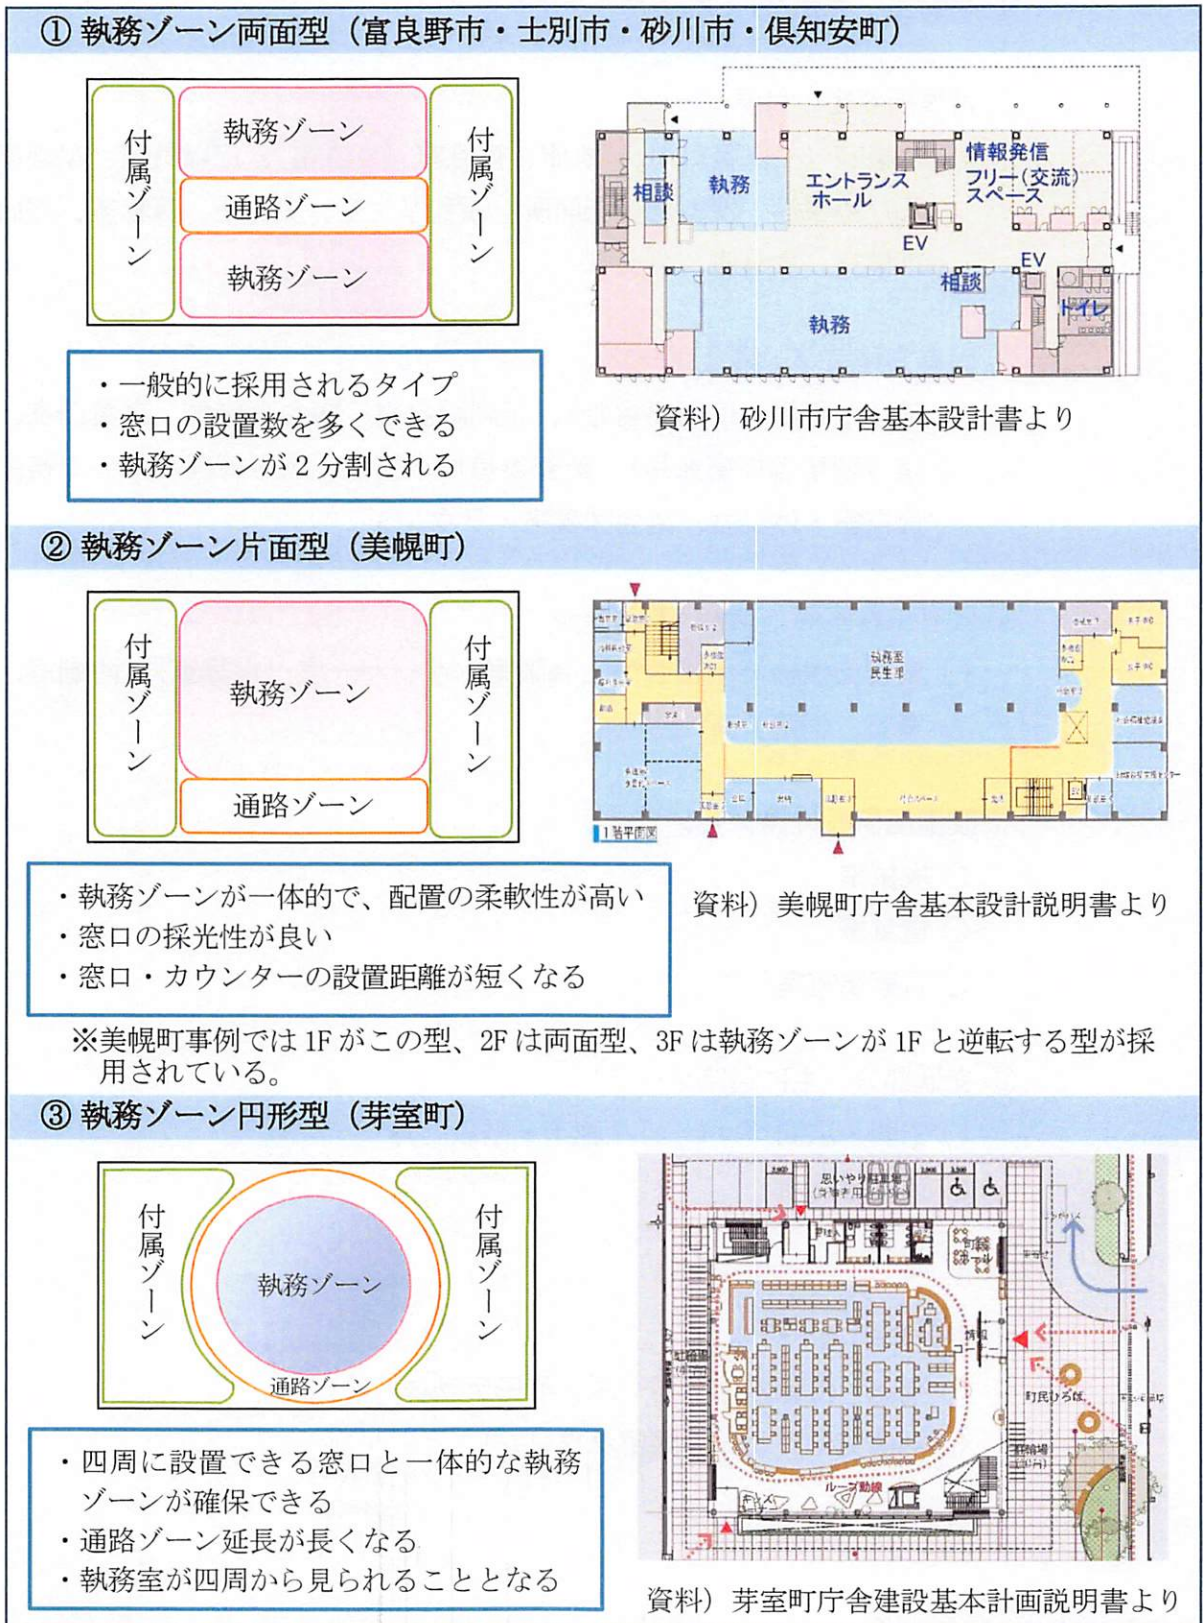 ① 執務ゾーン両面型（富良野市・士別市・砂川市・倶知安町）
付属ゾーン
執務ゾーン
通路ゾーン
執務ゾーン
付属ゾーン
・一般的に採用されるタイプ
・窓口の設置数を多くできる
・執務ゾーンが2分割される
相談
執務
エントランス
ホール
情報発信
フリー（交流）
スペース
EV
EV
相談
執務
トイレ
資料）砂川市庁舎基本設計書より
② 執務ゾーン片面型（美幌町）
付属ゾーン
執務ゾーン
通路ゾーン
付属ゾーン
執務室
民生部
1階平面図
・執務ゾーンが一体的で、配置の柔軟性が高い
・窓口の採光性が良い
・窓口・カウンターの設置距離が短くなる
資料）美幌町庁舎基本設計説明書より
※美幌町事例では1Fがこの型、2Fは両面型、3Fは執務ゾーンが1Fと逆転する型が採
用されている。
③ 執務ゾーン円形型（芽室町）
付属ゾーン
執務ゾーン
通路ゾーン
付属ゾーン
・四周に設置できる窓口と一体的な執務
ゾーンが確保できる
・通路ゾーン延長が長くなる
・執務室が四周から見られることとなる
思いやり駐車場
町民ひろば
ループ動線
資料）芽室町庁舎建設基本計画説明書より